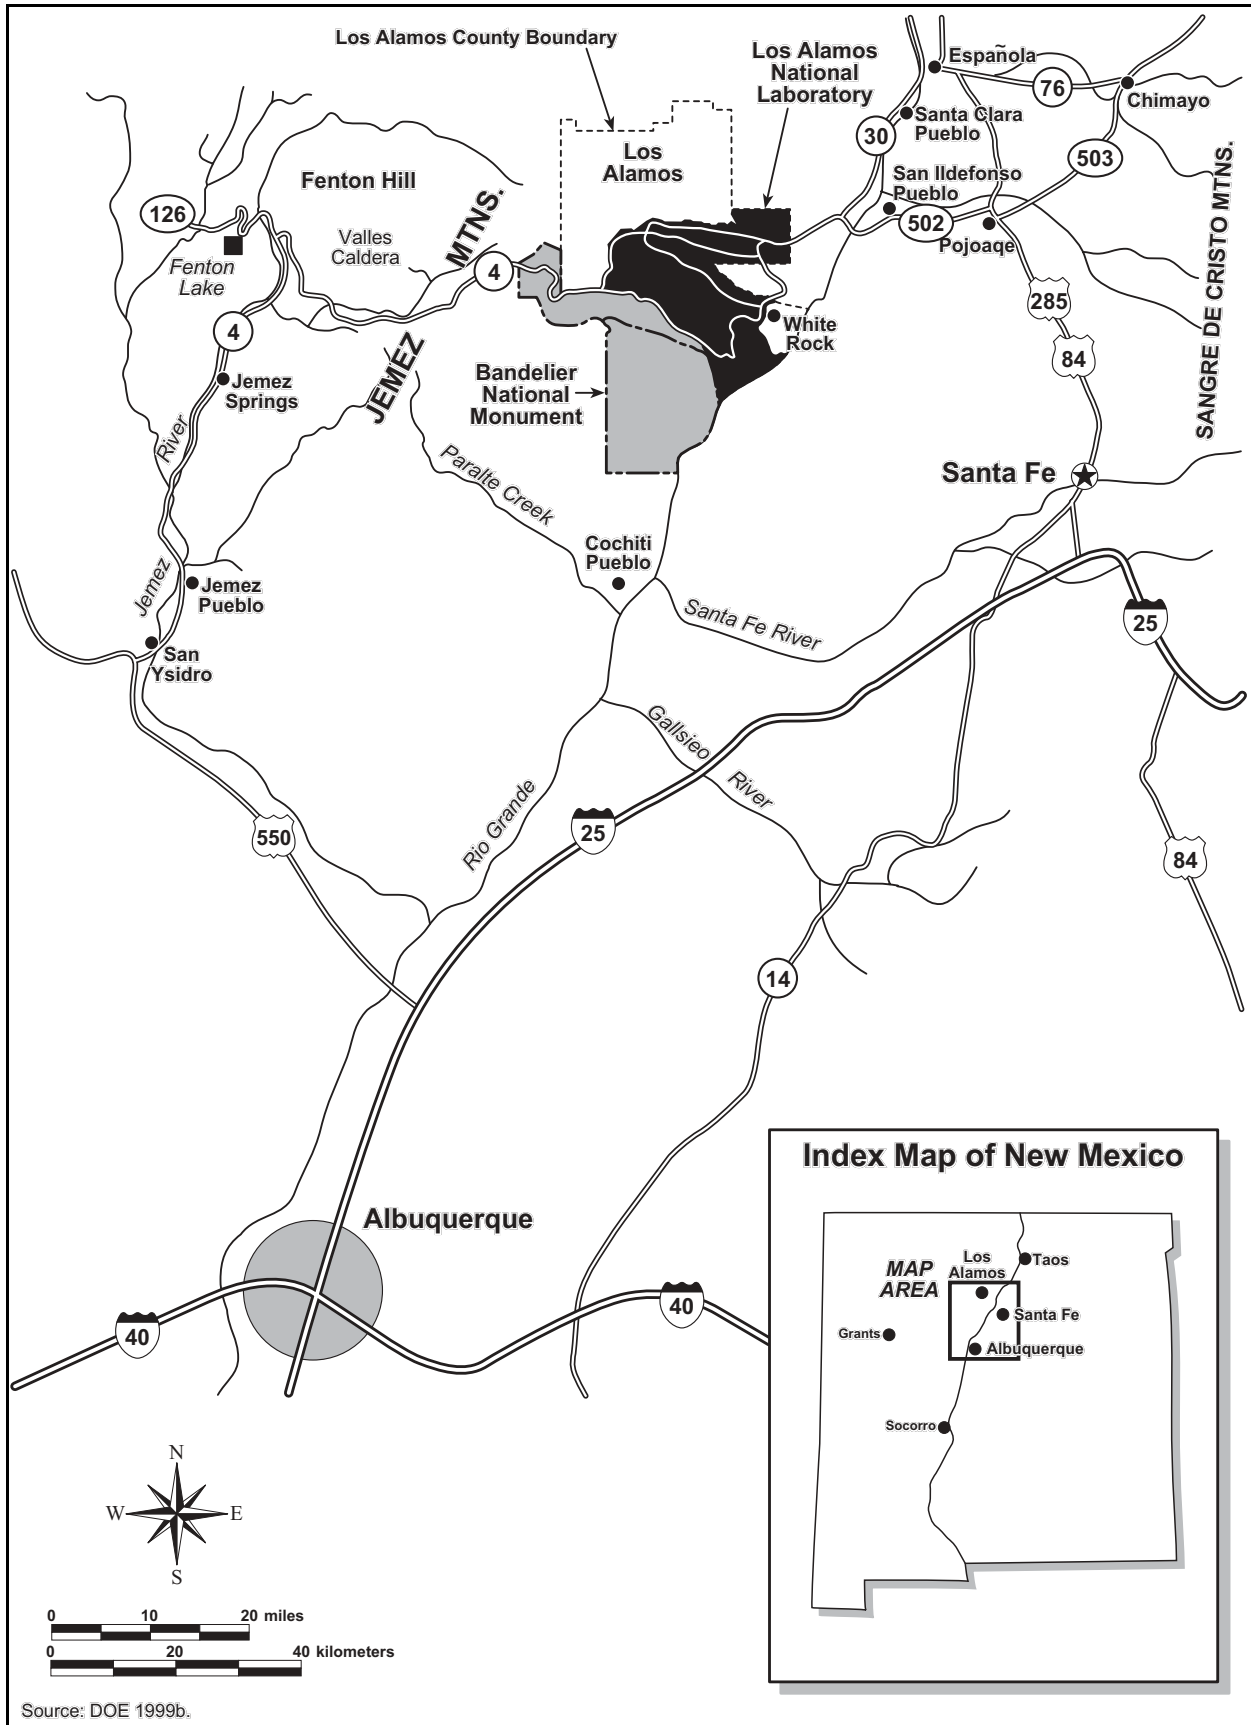 Los Alamos County Boundary
Los Alamos
National
Laboratory
Española
76
Chimayo
Santa Clara
Pueblo
30
503
Los
Alamos
San Ildefonso
Pueblo
Fenton Hill
126
502
Pojoaqe
MTNS.
Valles
Caldera
4
Fenton
Lake
285
SANGRE DE CRISTO MTNS.
4
White
Rock
84
JEMEZ
Jemez
Springs
Bandelier
National
Monument
River
Paralte Creek
Santa Fe
Cochiti
Pueblo
Jemez
Jemez
Pueblo
Santa Fe River
25
San
Ysidro
Gallsieo
River
Rio Grande
25
550
84
14
Albuquerque
40
40
Index Map of New Mexico
MAP
AREA
Los
Alamos
Taos
Santa Fe
Grants
Albuquerque
Socorro
N
W
E
S
0 10 20 miles
0 20 40 kilometers
Source: DOE 1999b.